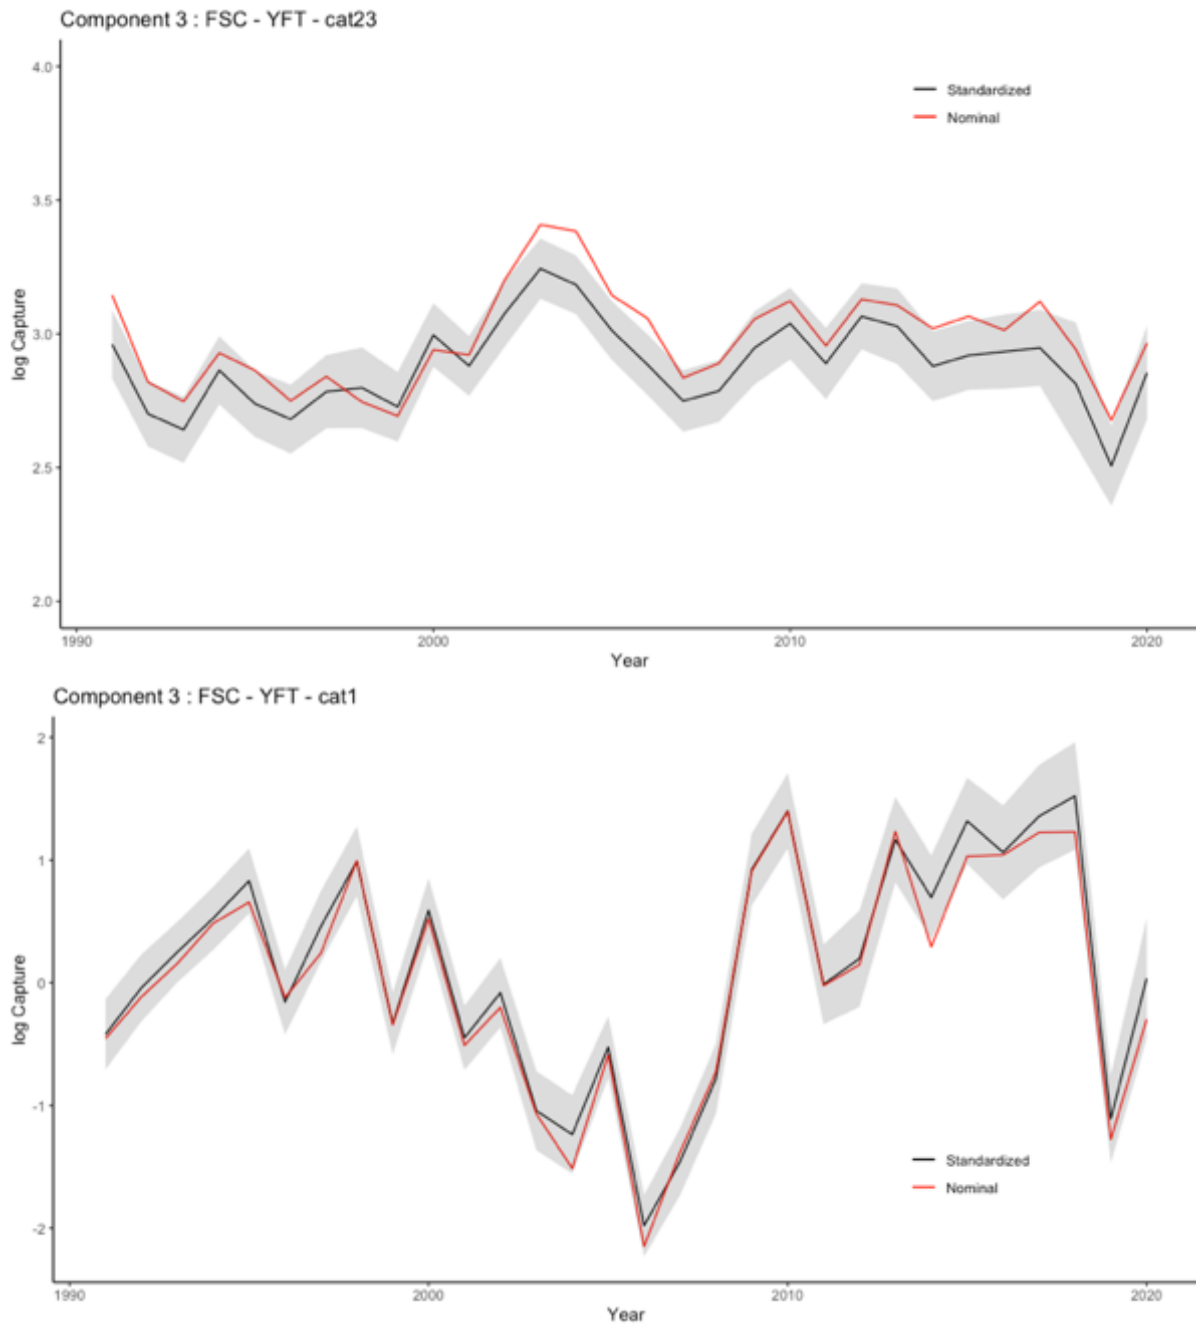 Component 3 : FSC - YFT - cat23
4.0
Standardized
Nominal
3.5
3.0
log Capture
2.5
2.0
1990 2000 2010 2020
Year
Component 3 : FSC - YFT - cat1
2
1
0
log Capture
-1
Standardized
Nominal
-2
1990 2000 2010 2020
Year